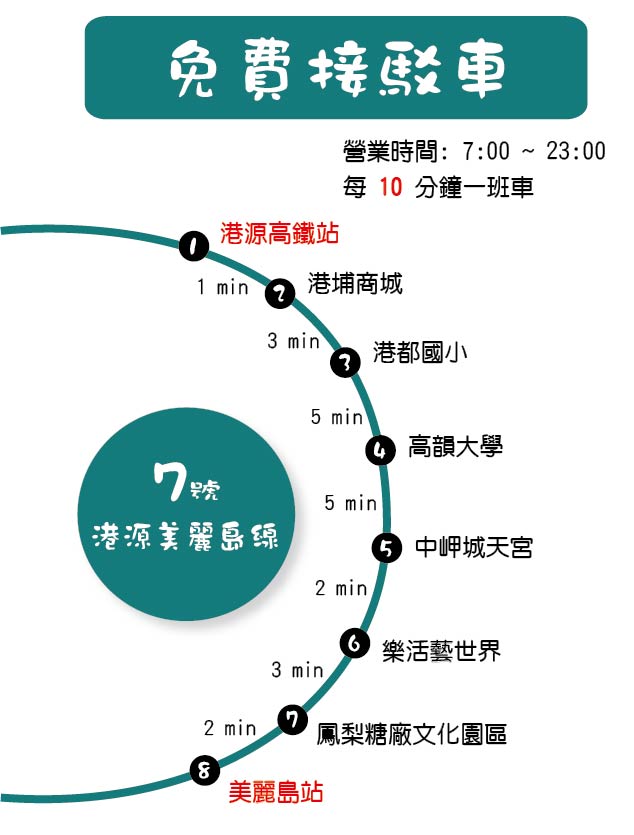 免費接駁車
營業時間: 7:00 ~ 23:00
每 10 分鐘一班車
1 港源高鐵站
1 min
2 港埔商城
3 min
3 港都國小
5 min
4 高韻大學
5 min
5 中岬城天宮
2 min
6 樂活藝世界
3 min
7 鳳梨糖廠文化園區
2 min
8 美麗島站
7號
港源美麗島線